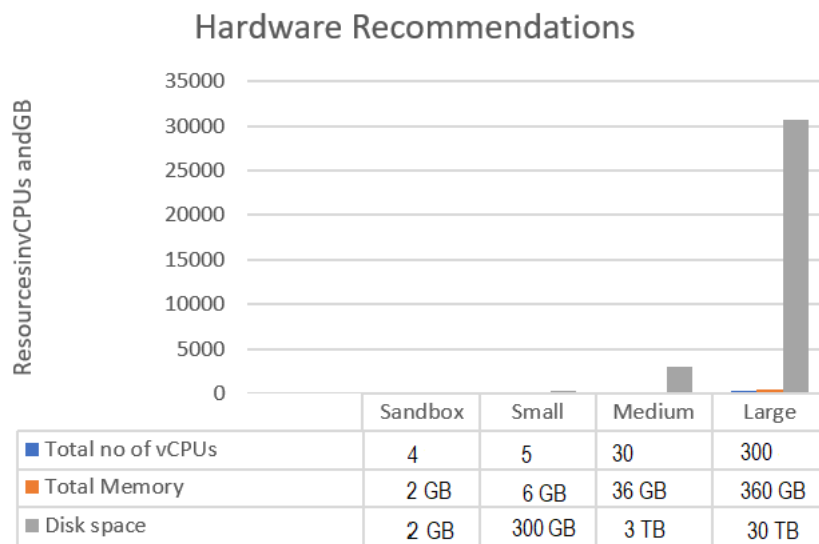 Hardware Recommendations
ResourcesinvCPUs andGB
35000
30000
25000
20000
15000
10000
5000
0
Sandbox Small Medium Large
Total no of vCPUs 4 5 30 300
Total Memory 2 GB 6 GB 36 GB 360 GB
Disk space 2 GB 300 GB 3 TB 30 TB